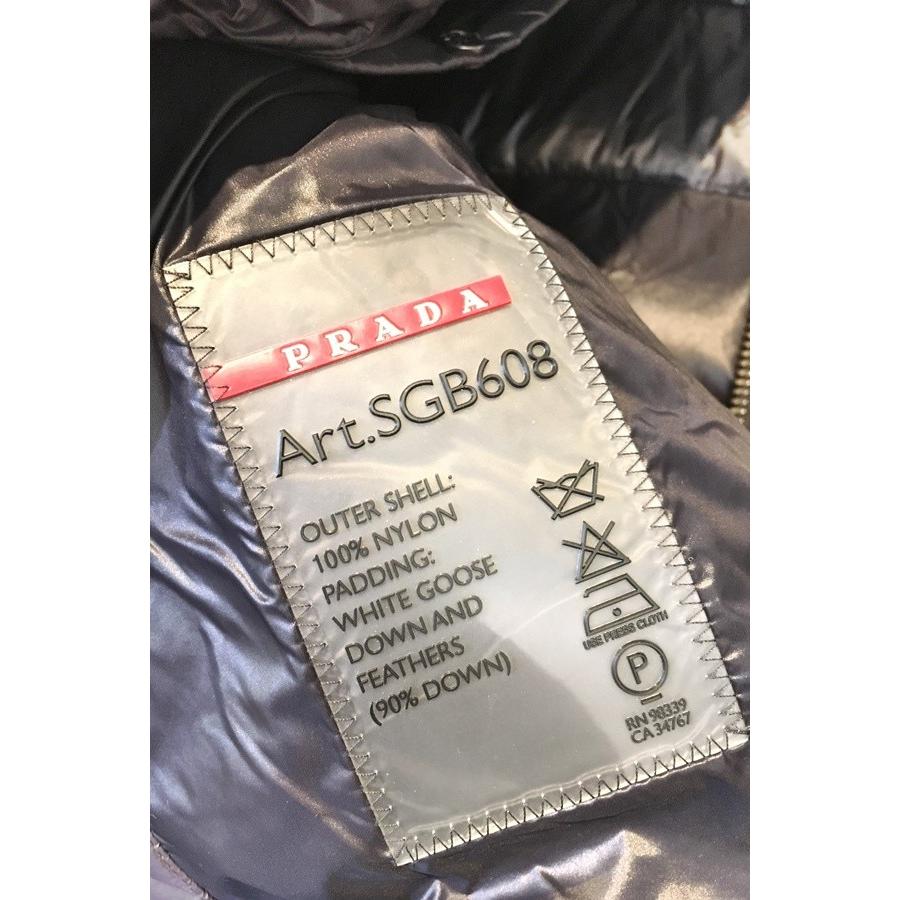 PRADA
Art.SGB608
OUTER SHELL:
100% NYLON
PADDING:
WHITE GOOSE
DOWN AND
FEATHERS
(90% DOWN)
USE PRESS CLOTH
P
RN 98339
CA 34767